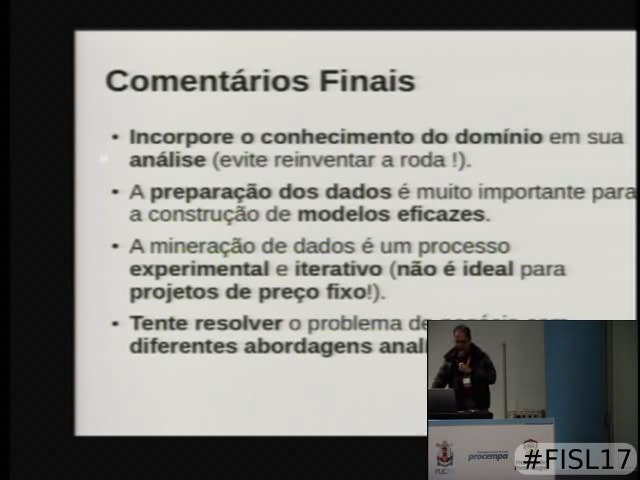 Comentários Finais
• Incorpore o conhecimento do domínio em sua
análise (evite reinventar a roda !).
• A preparação dos dados é muito importante para
a construção de modelos eficazes.
• A mineração de dados é um processo
experimental e iterativo (não é ideal para
projetos de preço fixo!).
• Tente resolver o problema de
diferentes abordagens
procempa
#FISL17